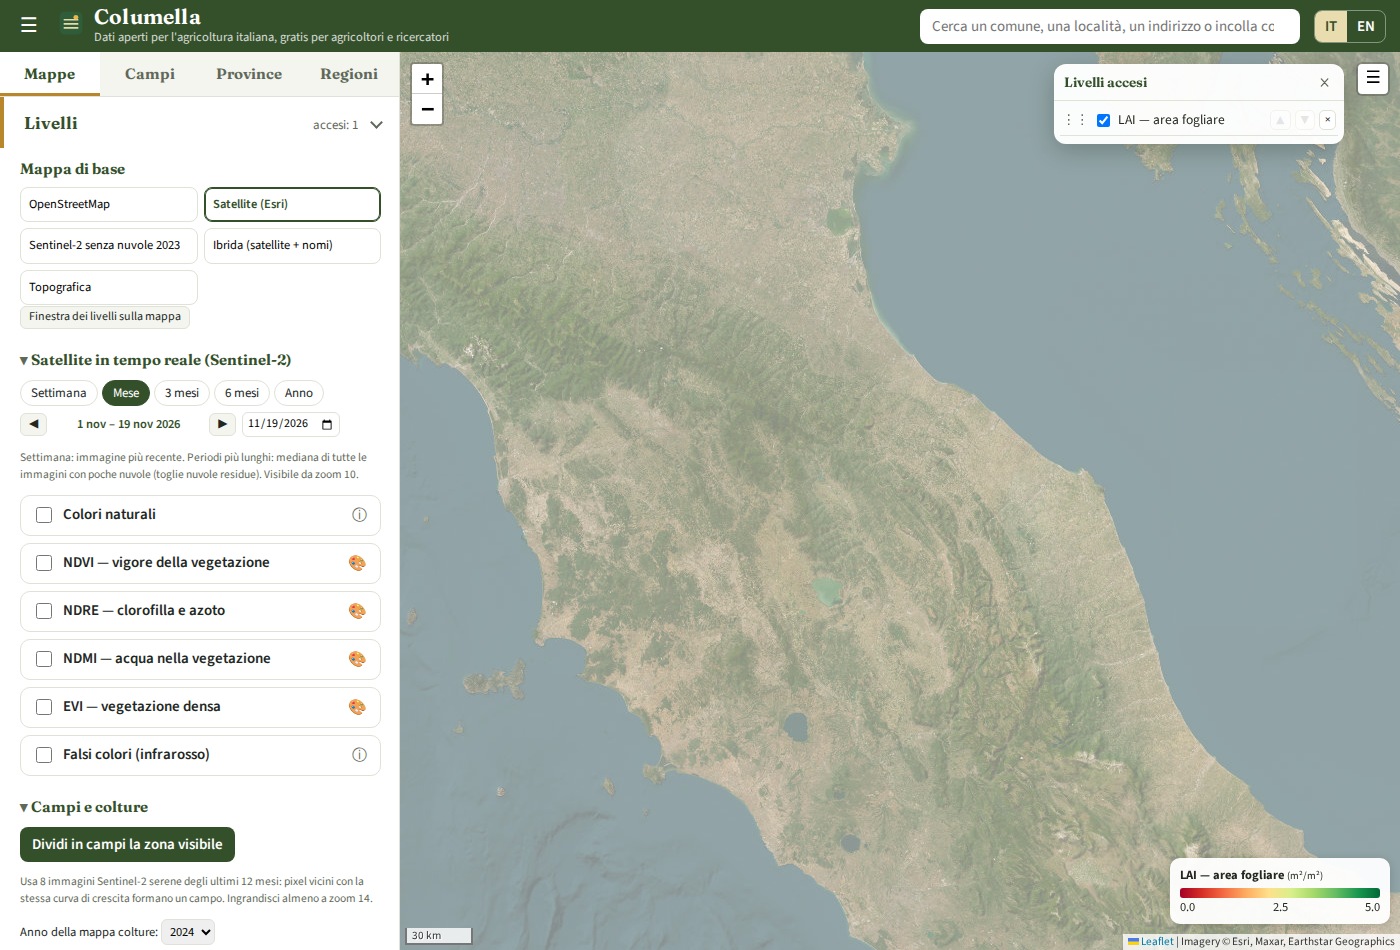 ☰
Columella
Dati aperti per l'agricoltura italiana, gratis per agricoltori e ricercatori
Cerca un comune, una località, un indirizzo o incolla co
IT EN
Mappe Campi Province Regioni
Livelli
accesi: 1
Mappa di base
OpenStreetMap
Satellite (Esri)
Sentinel-2 senza nuvole 2023
Ibrida (satellite + nomi)
Topografica
Finestra dei livelli sulla mappa
▾ Satellite in tempo reale (Sentinel-2)
Settimana Mese 3 mesi 6 mesi Anno
◀ 1 nov – 19 nov 2026 ▶ 11/19/2026
Settimana: immagine più recente. Periodi più lunghi: mediana di tutte le
immagini con poche nuvole (toglie nuvole residue). Visibile da zoom 10.
Colori naturali ⓘ
NDVI — vigore della vegetazione
NDRE — clorofilla e azoto
NDMI — acqua nella vegetazione
EVI — vegetazione densa
Falsi colori (infrarosso) ⓘ
▾ Campi e colture
Dividi in campi la zona visibile
Usa 8 immagini Sentinel-2 serene degli ultimi 12 mesi: pixel vicini con la
stessa curva di crescita formano un campo. Ingrandisci almeno a zoom 14.
Anno della mappa colture: 2024
+
−
Livelli accesi ×
LAI — area fogliare ▲ ▼ ×
☰
LAI — area fogliare (m²/m²)
0.0 2.5 5.0
30 km
Leaflet | Imagery © Esri, Maxar, Earthstar Geographics